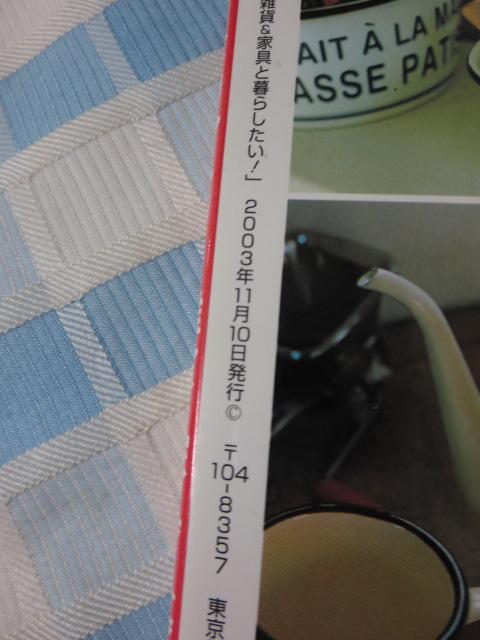 雑貨&家具と暮らしたい!」 2003年11月10日発行© 〒104-8357 東京
AIT À LA MA
ASSE PAT